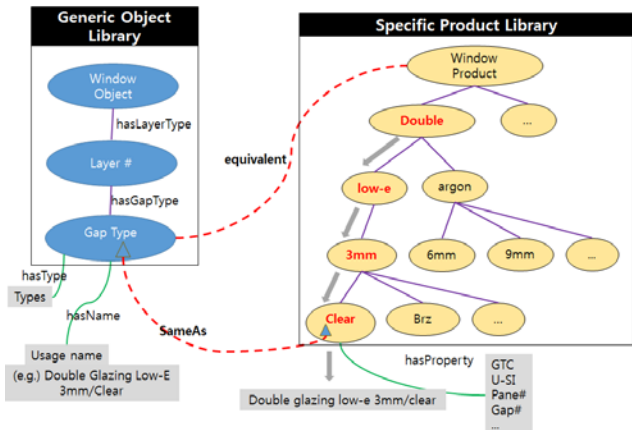 Generic Object
Library
Window
Object
hasLayerType
Layer #
hasGapType
Gap Type
hasType
Types
hasName
Usage name
(e.g.) Double Glazing Low-E
3mm/Clear
equivalent
SameAs
Specific Product Library
Window
Product
Double
...
low-e
argon
3mm
6mm
9mm
...
Clear
Brz
...
hasProperty
Double glazing low-e 3mm/clear
GTC
U-SI
Pane#
Gap#
...